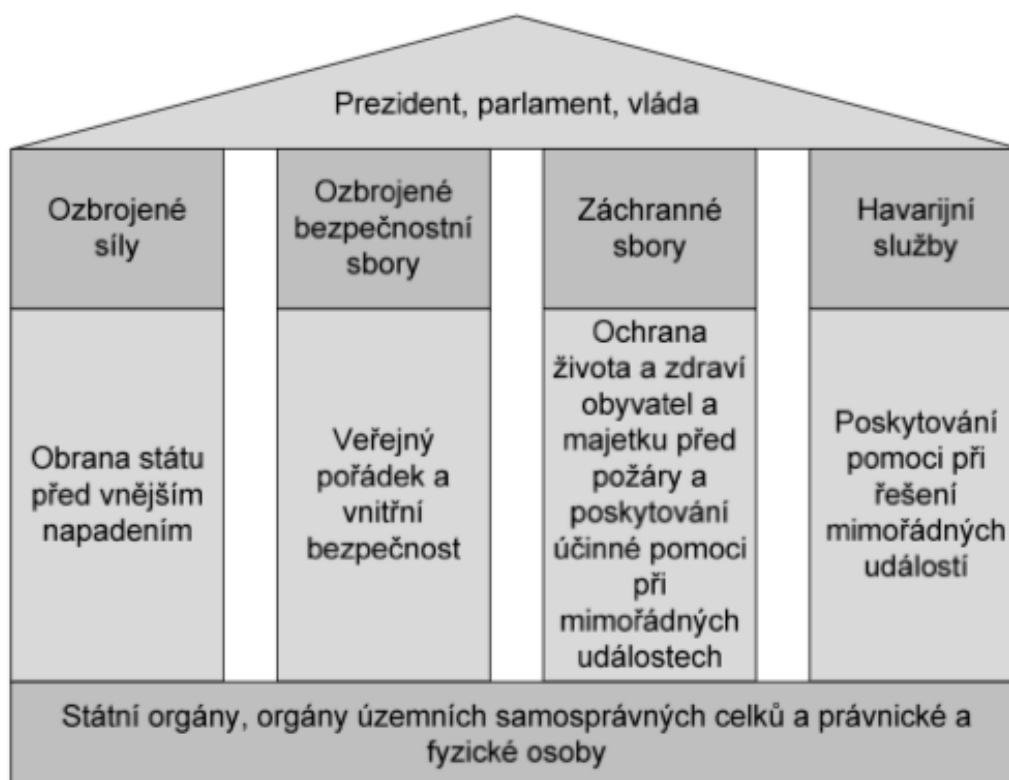 Prezident, parlament, vláda
Ozbrojené
síly
Ozbrojené
bezpečnostní
sbory
Záchranné
sbory
Havarijní
služby
Obrana státu
před vnějším
napadením
Veřejný
pořádek a
vnitřní
bezpečnost
Ochrana
života a zdraví
obyvatel a
majetku před
požáry a
poskytování
účinné pomoci
při
mimořádných
událostech
Poskytování
pomoci při
řešení
mimořádných
událostí
Státní orgány, orgány územních samosprávných celků a právnické a
fyzické osoby